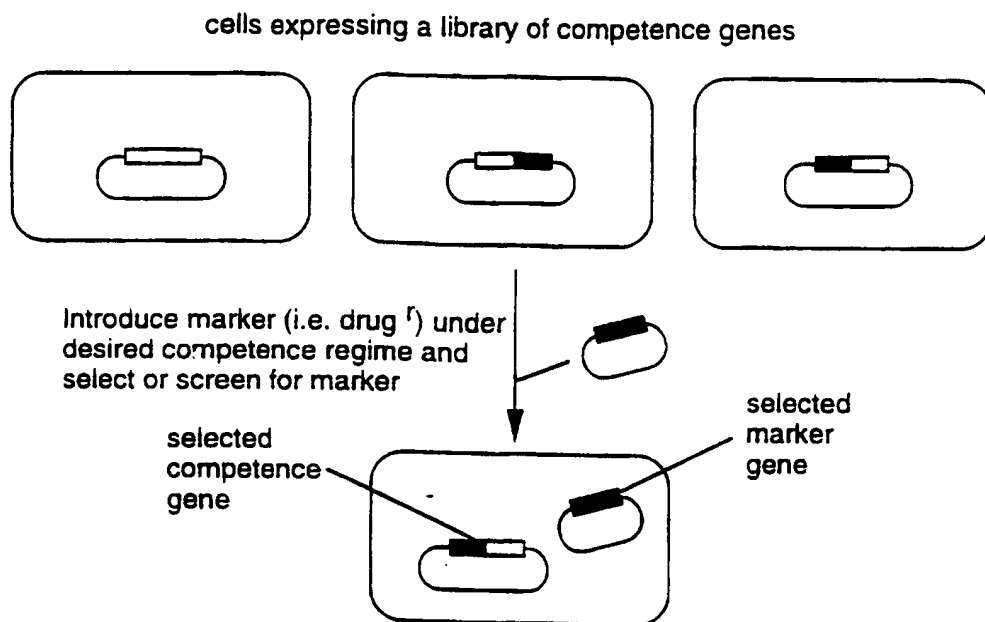 cells expressing a library of competence genes
Introduce marker (i.e. drug r) under
desired competence regime and
select or screen for marker
selected
marker
gene
selected
competence
gene